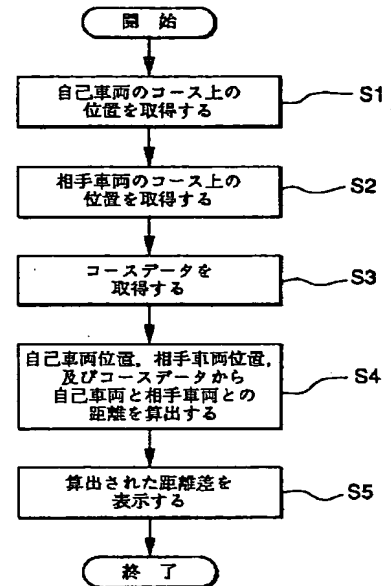 開 始
自己車両のコース上の
位置を取得する
S1
相手車両のコース上の
位置を取得する
S2
コースデータを
取得する
S3
自己車両位置，相手車両位置，
及びコースデータから
自己車両と相手車両との
距離を算出する
S4
算出された距離差を
表示する
S5
終 了